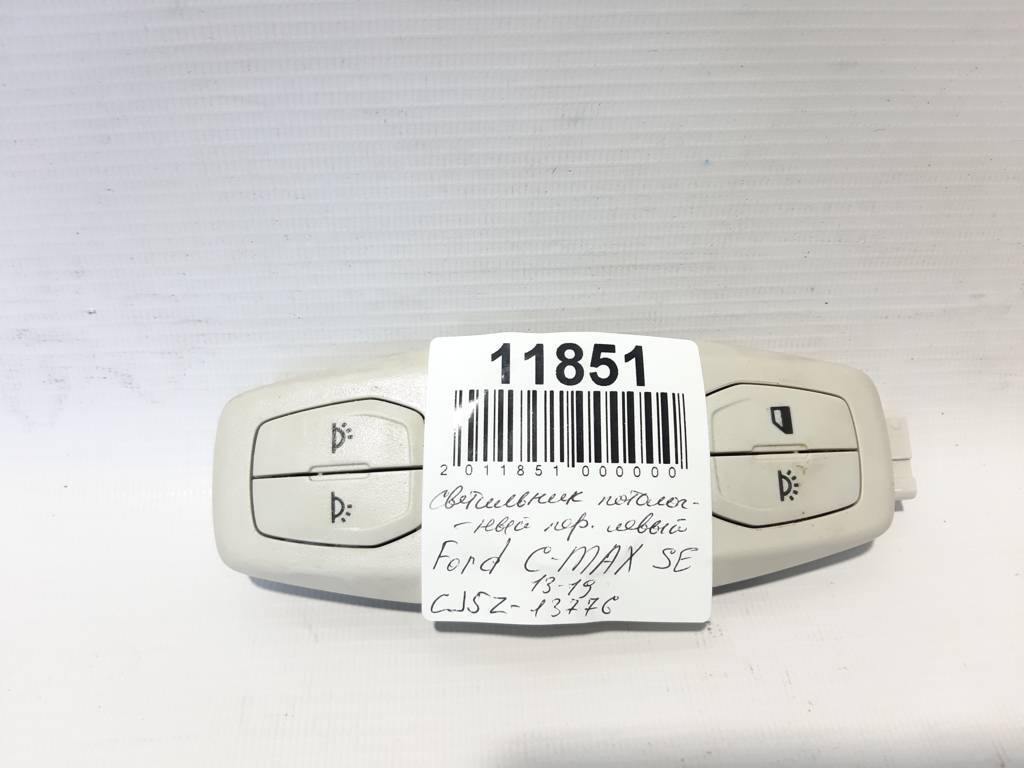 11851
2 011851 000000
светильник потолоч-
-ный пер. левый
Ford C-MAX SE
13-19
CJ5Z-13776